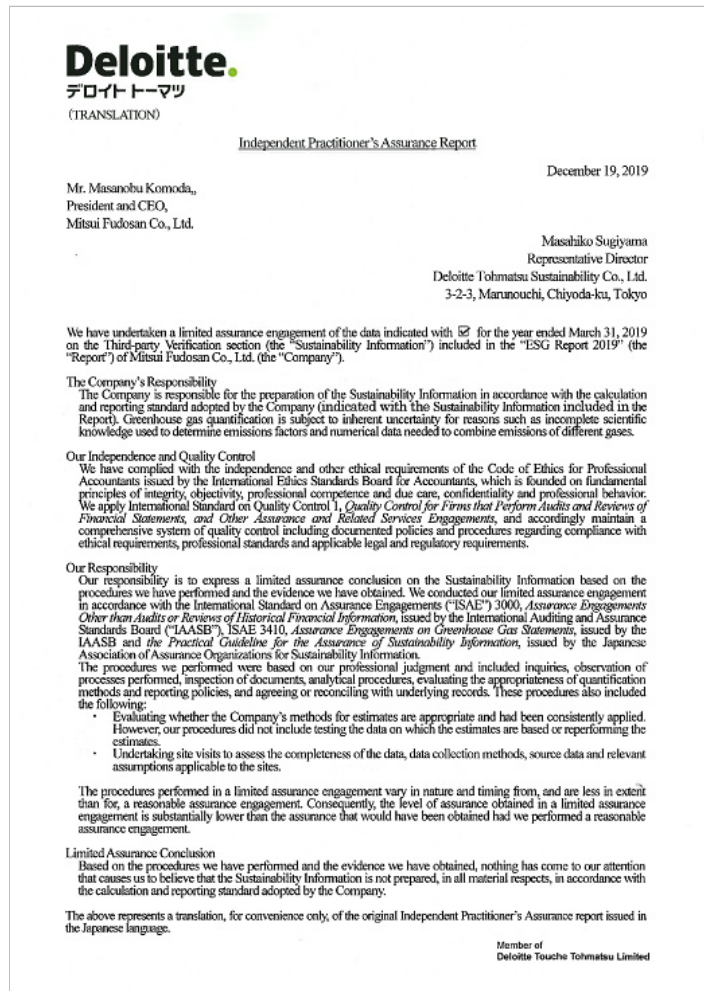 Deloitte.
デロイト トーマツ
(TRANSLATION)
Independent Practitioner's Assurance Report
December 19, 2019
Mr. Masanobu Komoda,,
President and CEO,
Mitsui Fudosan Co., Ltd.
Masahiko Sugiyama
Representative Director
Deloitte Tohmatsu Sustainability Co., Ltd.
3-2-3, Marunouchi, Chiyoda-ku, Tokyo
We have undertaken a limited assurance engagement of the data indicated with ☑ for the year ended March 31, 2019
on the Third-party Verification section (the "Sustainability Information") included in the "ESG Report 2019" (the
"Report") of Mitsui Fudosan Co., Ltd. (the "Company").
The Company's Responsibility
The Company is responsible for the preparation of the Sustainability Information in accordance with the calculation
and reporting standard adopted by the Company (indicated with the Sustainability Information included in the
Report). Greenhouse gas quantification is subject to inherent uncertainty for reasons such as incomplete scientific
knowledge used to determine emissions factors and numerical data needed to combine emissions of different gases.
Our Independence and Quality Control
We have complied with the independence and other ethical requirements of the Code of Ethics for Professional
Accountants issued by the International Ethics Standards Board for Accountants, which is founded on fundamental
principles of integrity, objectivity, professional competence and due care, confidentiality and professional behavior.
We apply International Standard on Quality Control 1, Quality Control for Firms that Perform Audits and Reviews of
Financial Statements, and Other Assurance and Related Services Engagements, and accordingly maintain a
comprehensive system of quality control including documented policies and procedures regarding compliance with
ethical requirements, professional standards and applicable legal and regulatory requirements.
Our Responsibility
Our responsibility is to express a limited assurance conclusion on the Sustainability Information based on the
procedures we have performed and the evidence we have obtained. We conducted our limited assurance engagement
in accordance with the International Standard on Assurance Engagements ("ISAE") 3000, Assurance Engagements
Other than Audits or Reviews of Historical Financial Information, issued by the International Auditing and Assurance
Standards Board ("IAASB"), ISAE 3410, Assurance Engagements on Greenhouse Gas Statements, issued by the
IAASB and the Practical Guideline for the Assurance of Sustainability Information, issued by the Japanese
Association of Assurance Organizations for Sustainability Information.
The procedures we performed were based on our professional judgment and included inquiries, observation of
processes performed, inspection of documents, analytical procedures, evaluating the appropriateness of quantification
methods and reporting policies, and agreeing or reconciling with underlying records. These procedures also included
the following:
• Evaluating whether the Company's methods for estimates are appropriate and had been consistently applied.
However, our procedures did not include testing the data on which the estimates are based or reperforming the
estimates.
• Undertaking site visits to assess the completeness of the data, data collection methods, source data and relevant
assumptions applicable to the sites.
The procedures performed in a limited assurance engagement vary in nature and timing from, and are less in extent
than for, a reasonable assurance engagement. Consequently, the level of assurance obtained in a limited assurance
engagement is substantially lower than the assurance that would have been obtained had we performed a reasonable
assurance engagement.
Limited Assurance Conclusion
Based on the procedures we have performed and the evidence we have obtained, nothing has come to our attention
that causes us to believe that the Sustainability Information is not prepared, in all material respects, in accordance with
the calculation and reporting standard adopted by the Company.
The above represents a translation, for convenience only, of the original Independent Practitioner's Assurance report issued in
the Japanese language.
Member of
Deloitte Touche Tohmatsu Limited